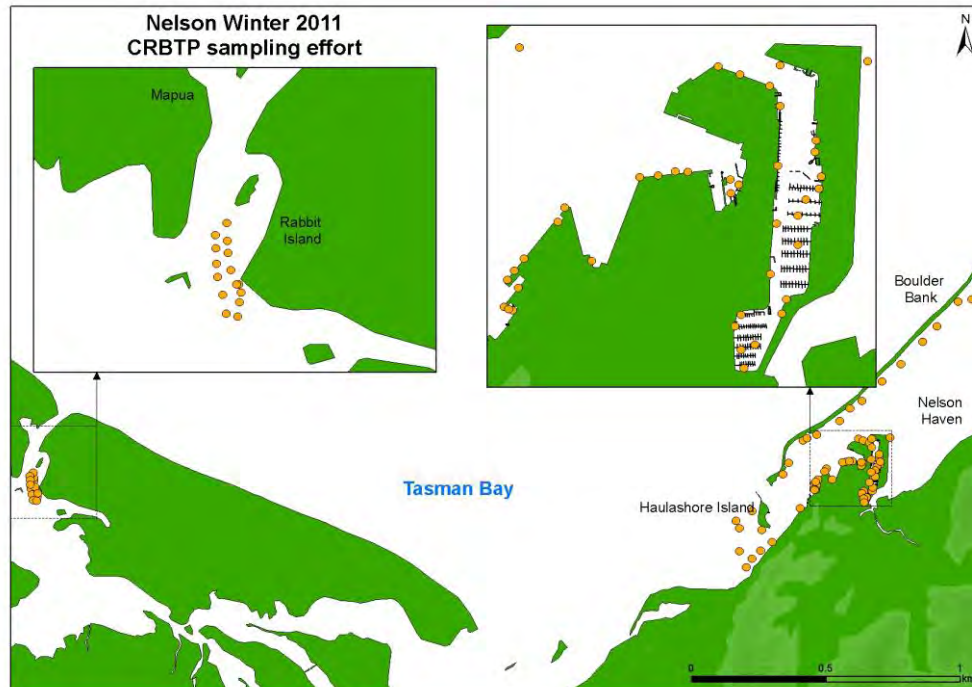 Nelson Winter 2011
CRBTP sampling effort
Mapua
Rabbit
Island
N
Boulder
Bank
Nelson
Haven
Tasman Bay
Haulashore Island
0 0.5 1
km